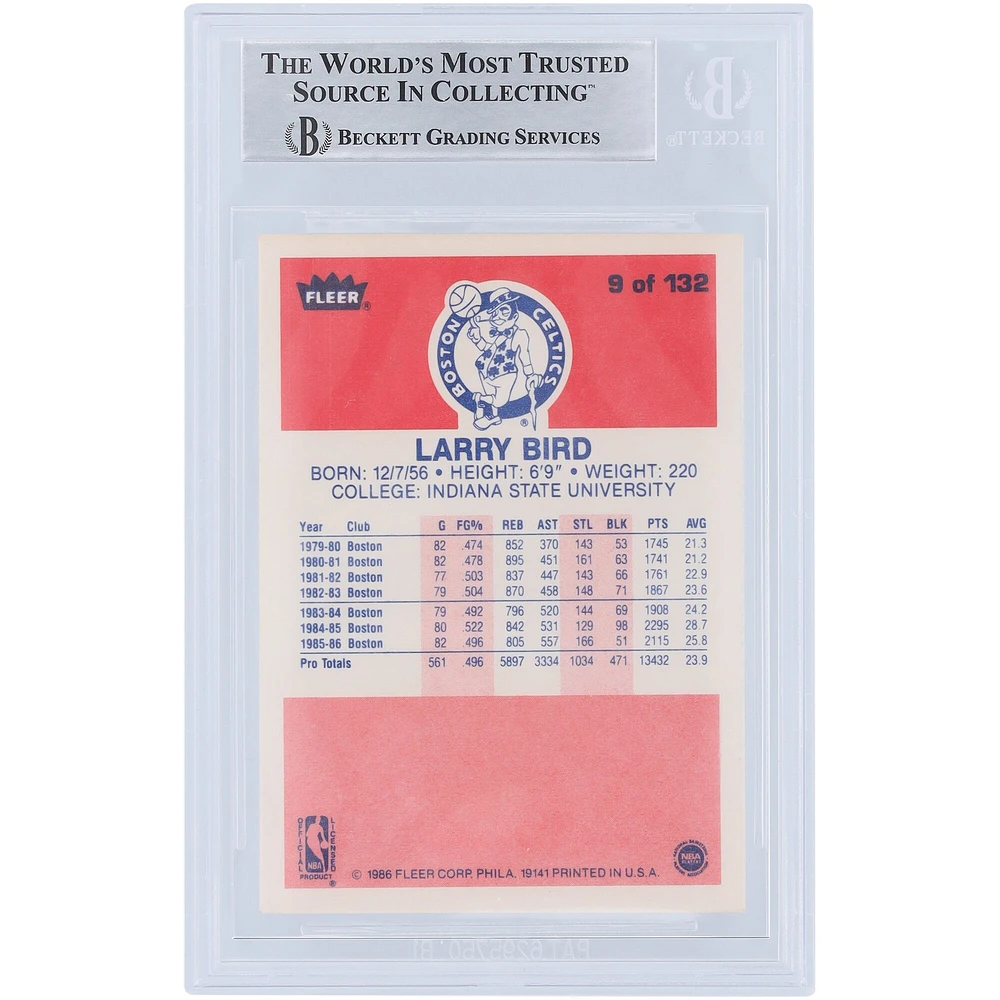 THE WORLD'S MOST TRUSTED
SOURCE IN COLLECTING™
B BECKETT GRADING SERVICES
B
BECKETT®
FLEER®
9 of 132
BOSTON CELTICS
®
LARRY BIRD
BORN: 12/7/56 • HEIGHT: 6'9" • WEIGHT: 220
COLLEGE: INDIANA STATE UNIVERSITY
Year Club G FG% REB AST STL BLK PTS AVG
1979-80 Boston 82 .474 852 370 143 53 1745 21.3
1980-81 Boston 82 .478 895 451 161 63 1741 21.2
1981-82 Boston 77 .503 837 447 143 66 1761 22.9
1982-83 Boston 79 .504 870 458 148 71 1867 23.6
1983-84 Boston 79 .492 796 520 144 69 1908 24.2
1984-85 Boston 80 .522 842 531 129 98 2295 28.7
1985-86 Boston 82 .496 805 557 166 51 2115 25.8
Pro Totals 561 .496 5897 3334 1034 471 13432 23.9
OFFICIAL LICENSED
NBA
PRODUCT ®
© 1986 FLEER CORP. PHILA. 19141 PRINTED IN U.S.A.
NBA
PLAYERS